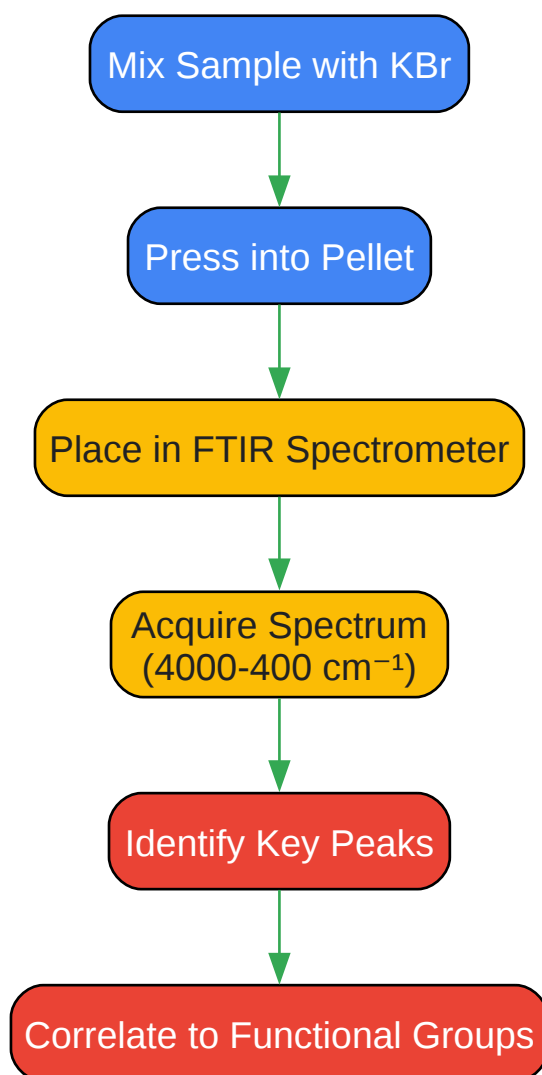 Mix Sample with KBr
Press into Pellet
Place in FTIR Spectrometer
Acquire Spectrum
(4000-400 cm⁻¹)
Identify Key Peaks
Correlate to Functional Groups